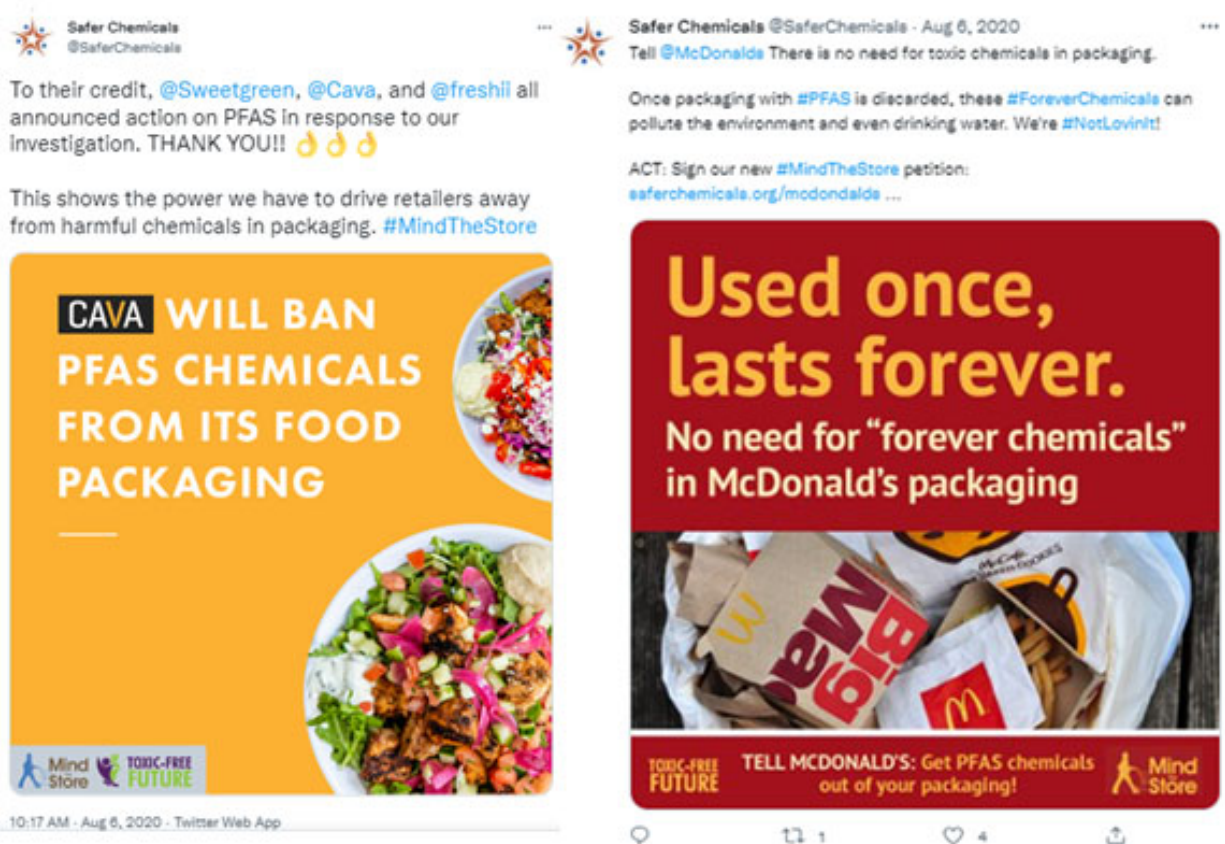 Safer Chemicals
@SaferChemicals
To their credit, @Sweetgreen, @Cava, and @freshii all
announced action on PFAS in response to our
investigation. THANK YOU!! 👌👌👌
This shows the power we have to drive retailers away
from harmful chemicals in packaging. #MindTheStore
CAVA WILL BAN
PFAS CHEMICALS
FROM ITS FOOD
PACKAGING
Mind the Store
TOXIC-FREE
FUTURE
10:17 AM · Aug 6, 2020 · Twitter Web App
Safer Chemicals @SaferChemicals · Aug 6, 2020
Tell @McDonalds There is no need for toxic chemicals in packaging.
Once packaging with #PFAS is discarded, these #ForeverChemicals can
pollute the environment and even drinking water. We're #NotLovinIt!
ACT: Sign our new #MindTheStore petition:
saferchemicals.org/mcdondalds ...
Used once,
lasts forever.
No need for “forever chemicals”
in McDonald's packaging
McCafe
COOKIES
Big
Mac
TOXIC-FREE
FUTURE
TELL MCDONALD'S: Get PFAS chemicals
out of your packaging!
Mind the Store
1
4